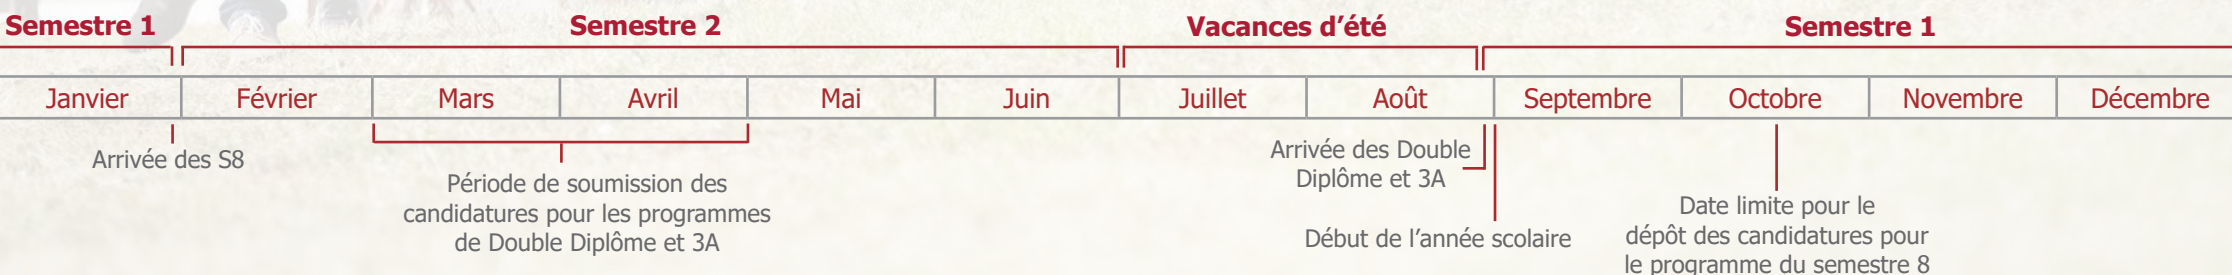 Semestre 1
Semestre 2
Vacances d'été
Semestre 1
Janvier
Février
Mars
Avril
Mai
Juin
Juillet
Août
Septembre
Octobre
Novembre
Décembre
Arrivée des S8
Période de soumission des
candidatures pour les programmes
de Double Diplôme et 3A
Arrivée des Double
Diplôme et 3A
Début de l'année scolaire
Date limite pour le
dépôt des candidatures pour
le programme du semestre 8